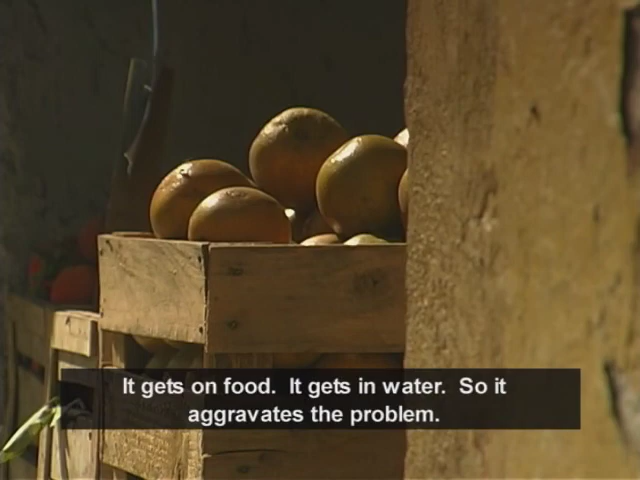 It gets on food.  It gets in water.  So it
aggravates the problem.